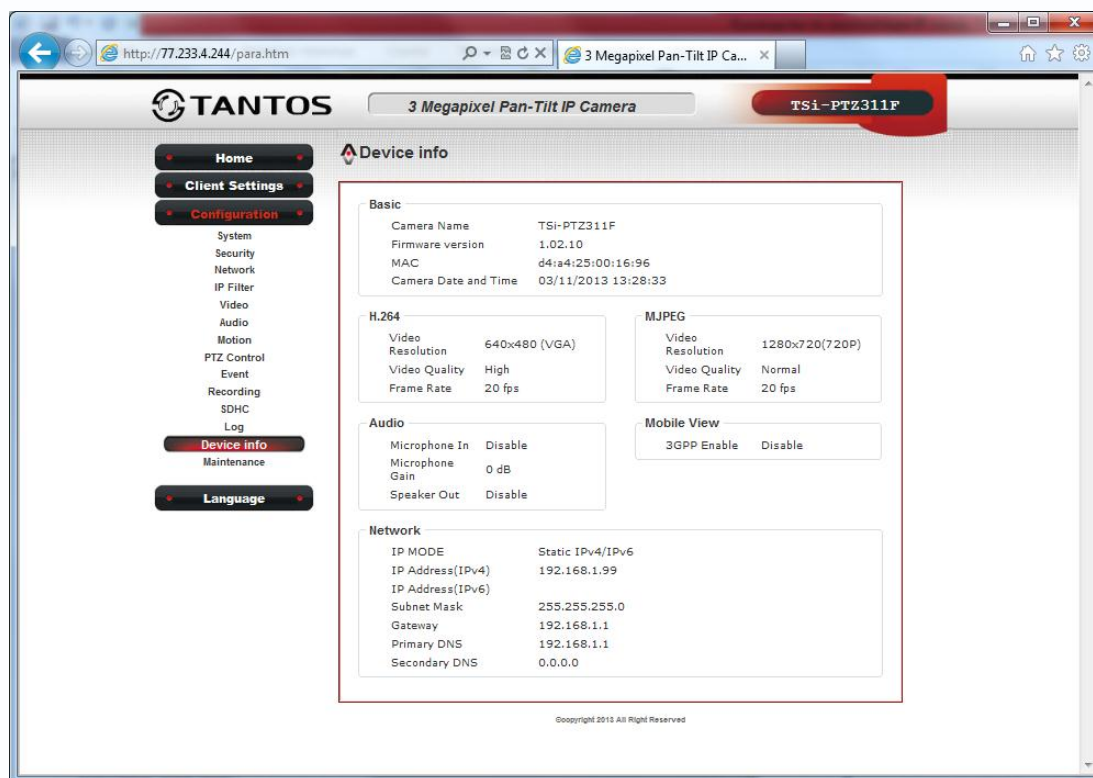 http://77.233.4.244/para.htm
3 Megapixel Pan-Tilt IP Ca...
TANTOS
3 Megapixel Pan-Tilt IP Camera
TSi-PTZ311F
Home
Client Settings
Configuration
System
Security
Network
IP Filter
Video
Audio
Motion
PTZ Control
Event
Recording
SDHC
Log
Device info
Maintenance
Language
Device info
Basic
Camera Name TSi-PTZ311F
Firmware version 1.02.10
MAC d4:a4:25:00:16:96
Camera Date and Time 03/11/2013 13:28:33
H.264
Video
Resolution
640x480 (VGA)
Video Quality High
Frame Rate 20 fps
MJPEG
Video
Resolution
1280x720(720P)
Video Quality Normal
Frame Rate 20 fps
Audio
Microphone In Disable
Microphone
Gain
0 dB
Speaker Out Disable
Mobile View
3GPP Enable Disable
Network
IP MODE Static IPv4/IPv6
IP Address(IPv4) 192.168.1.99
IP Address(IPv6)
Subnet Mask 255.255.255.0
Gateway 192.168.1.1
Primary DNS 192.168.1.1
Secondary DNS 0.0.0.0
Coopyright 2013 All Right Reserved